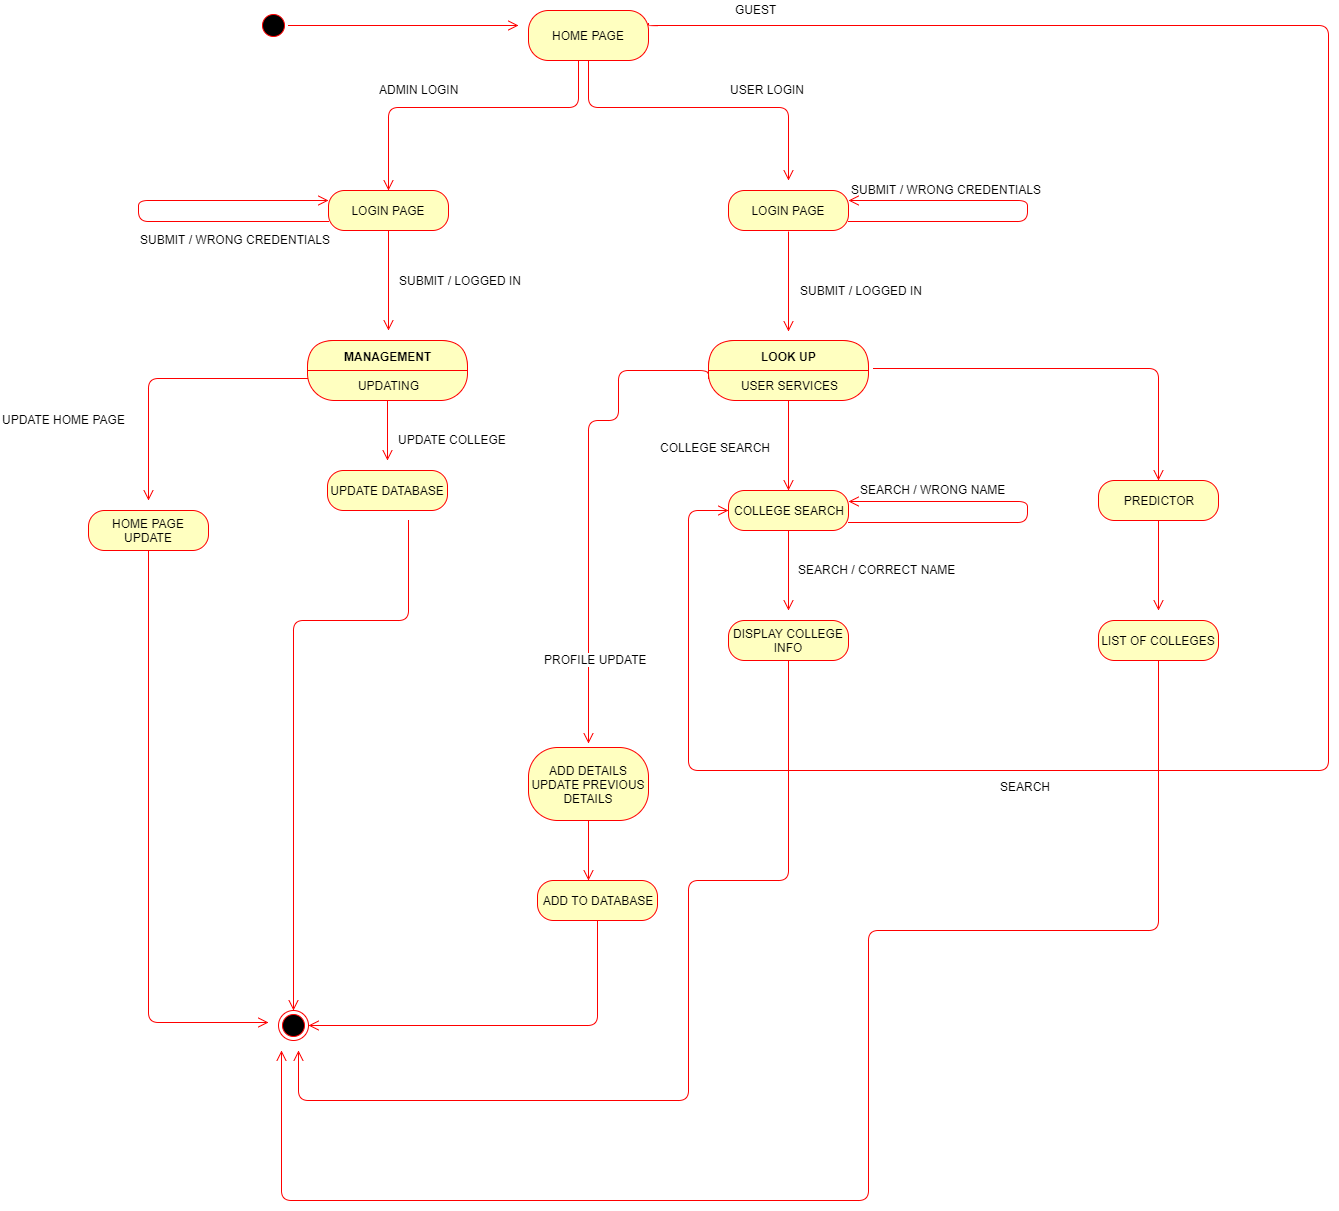 GUEST
HOME PAGE
ADMIN LOGIN
USER LOGIN
LOGIN PAGE
SUBMIT / WRONG CREDENTIALS
LOGIN PAGE
SUBMIT / WRONG CREDENTIALS
SUBMIT / LOGGED IN
SUBMIT / LOGGED IN
MANAGEMENT
UPDATING
LOOK UP
USER SERVICES
UPDATE HOME PAGE
UPDATE COLLEGE
COLLEGE SEARCH
UPDATE DATABASE
SEARCH / WRONG NAME
COLLEGE SEARCH
PREDICTOR
HOME PAGE
UPDATE
SEARCH / CORRECT NAME
DISPLAY COLLEGE
INFO
LIST OF COLLEGES
PROFILE UPDATE
ADD DETAILS
UPDATE PREVIOUS
DETAILS
SEARCH
ADD TO DATABASE